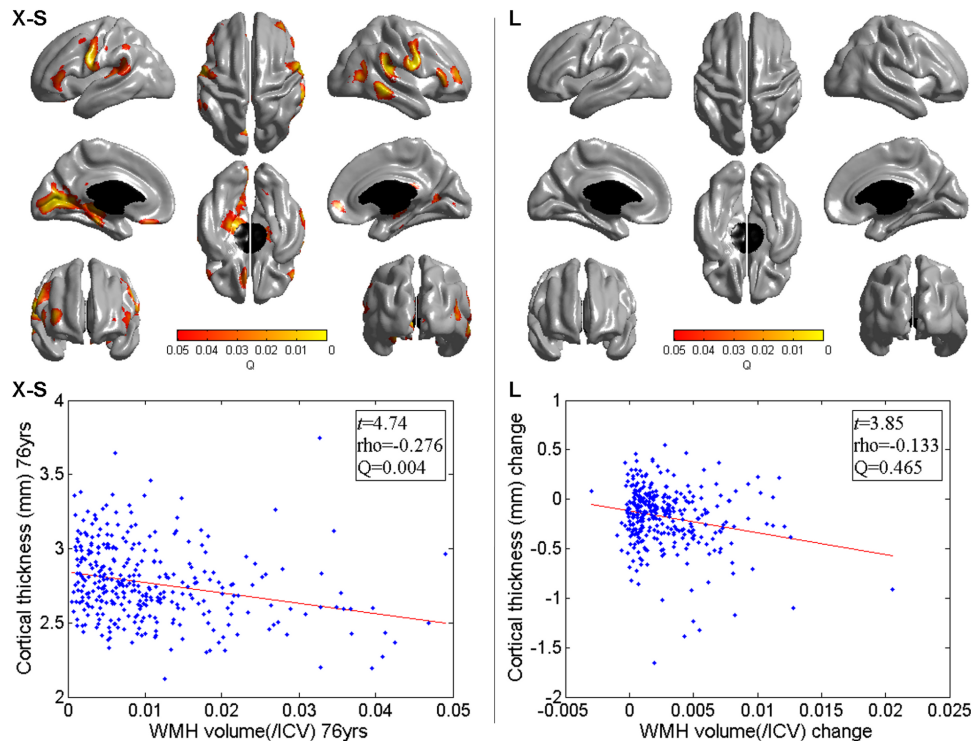 X-S
L
0.05 0.04 0.03 0.02 0.01 0
Q
0.05 0.04 0.03 0.02 0.01 0
Q
X-S
t=4.74
rho=-0.276
Q=0.004
Cortical thickness (mm) 76yrs
4
3.5
3
2.5
2
0 0.01 0.02 0.03 0.04 0.05
WMH volume(/ICV) 76yrs
L
t=3.85
rho=-0.133
Q=0.465
Cortical thickness (mm) change
1
0.5
0
-0.5
-1
-1.5
-2
-0.005 0 0.005 0.01 0.015 0.02 0.025
WMH volume(/ICV) change